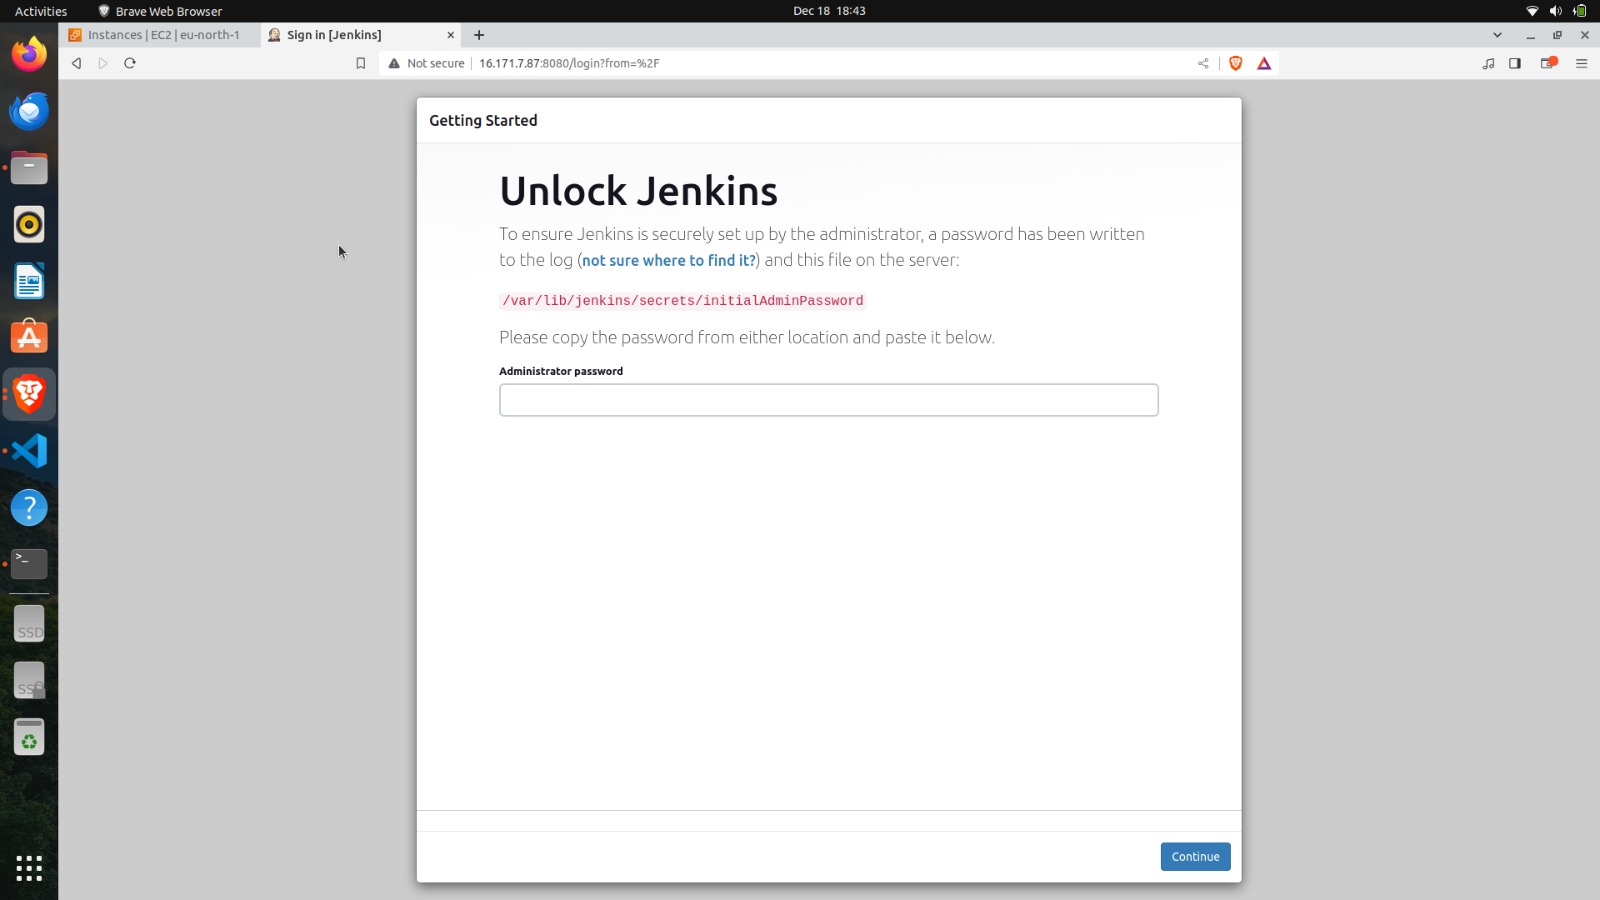 Activities Brave Web Browser Dec 18 18:43
Instances | EC2 | eu-north-1 Sign in [Jenkins]
Not secure 16.171.7.87:8080/login?from=%2F
Getting Started
Unlock Jenkins
To ensure Jenkins is securely set up by the administrator, a password has been written
to the log (not sure where to find it?) and this file on the server:
/var/lib/jenkins/secrets/initialAdminPassword
Please copy the password from either location and paste it below.
Administrator password
SSD
SSD
Continue